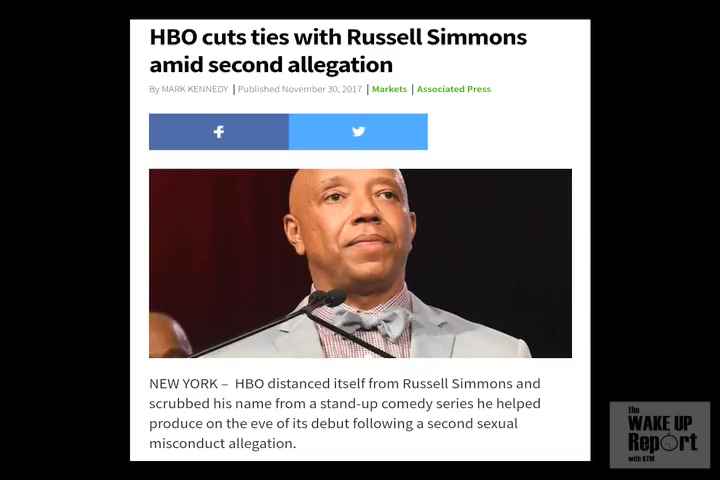 HBO cuts ties with Russell Simmons
amid second allegation
By MARK KENNEDY | Published November 30, 2017 | Markets | Associated Press
NEW YORK – HBO distanced itself from Russell Simmons and
scrubbed his name from a stand-up comedy series he helped
produce on the eve of its debut following a second sexual
misconduct allegation.
the
WAKE UP
Report
with KTM